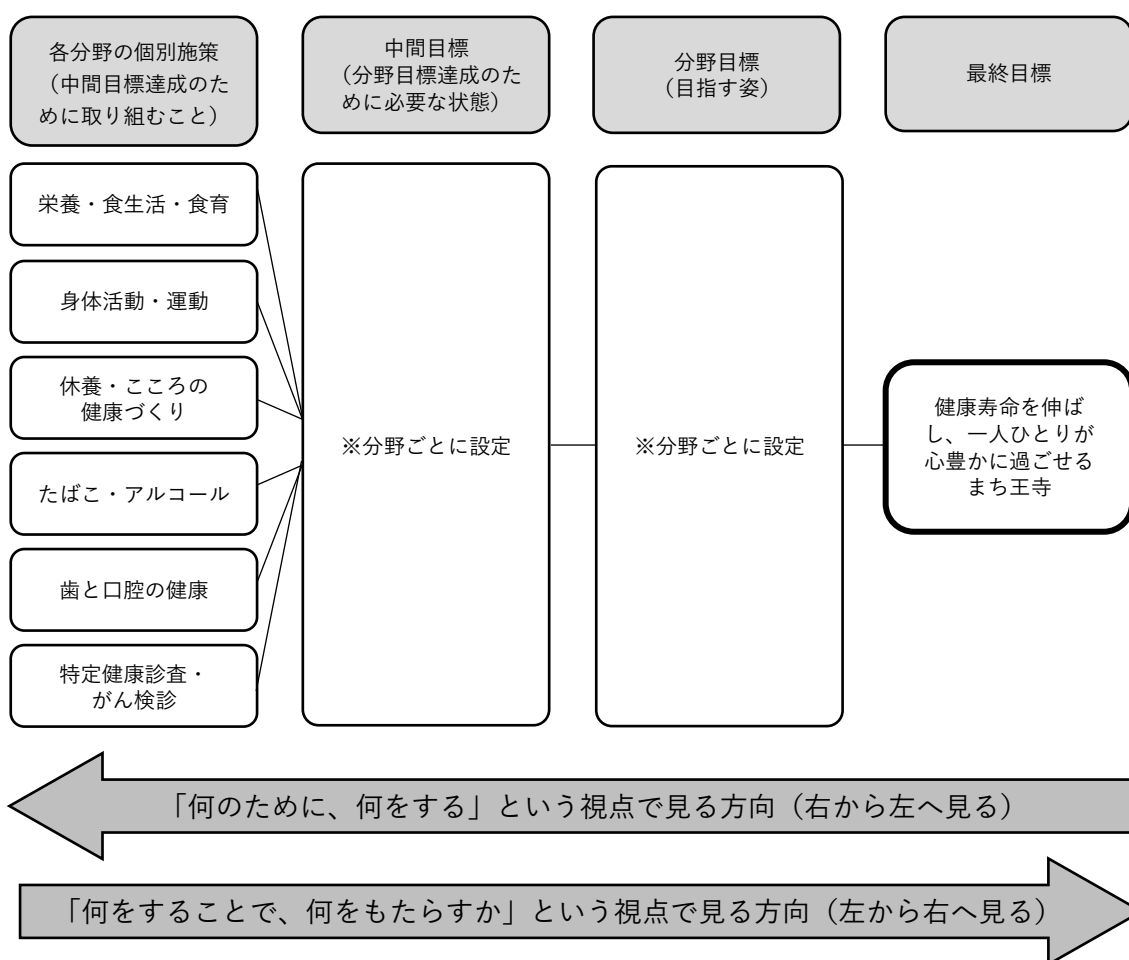 各分野の個別施策
（中間目標達成のた
めに取り組むこと）
中間目標
（分野目標達成のた
めに必要な状態）
分野目標
（目指す姿）
最終目標
栄養・食生活・食育
身体活動・運動
休養・こころの
健康づくり
たばこ・アルコール
歯と口腔の健康
特定健康診査・
がん検診
※分野ごとに設定
※分野ごとに設定
健康寿命を伸ば
し、一人ひとりが
心豊かに過ごせる
まち王寺
「何のために、何をする」という視点で見る方向（右から左へ見る）
「何をすることで、何をもたらすか」という視点で見る方向（左から右へ見る）